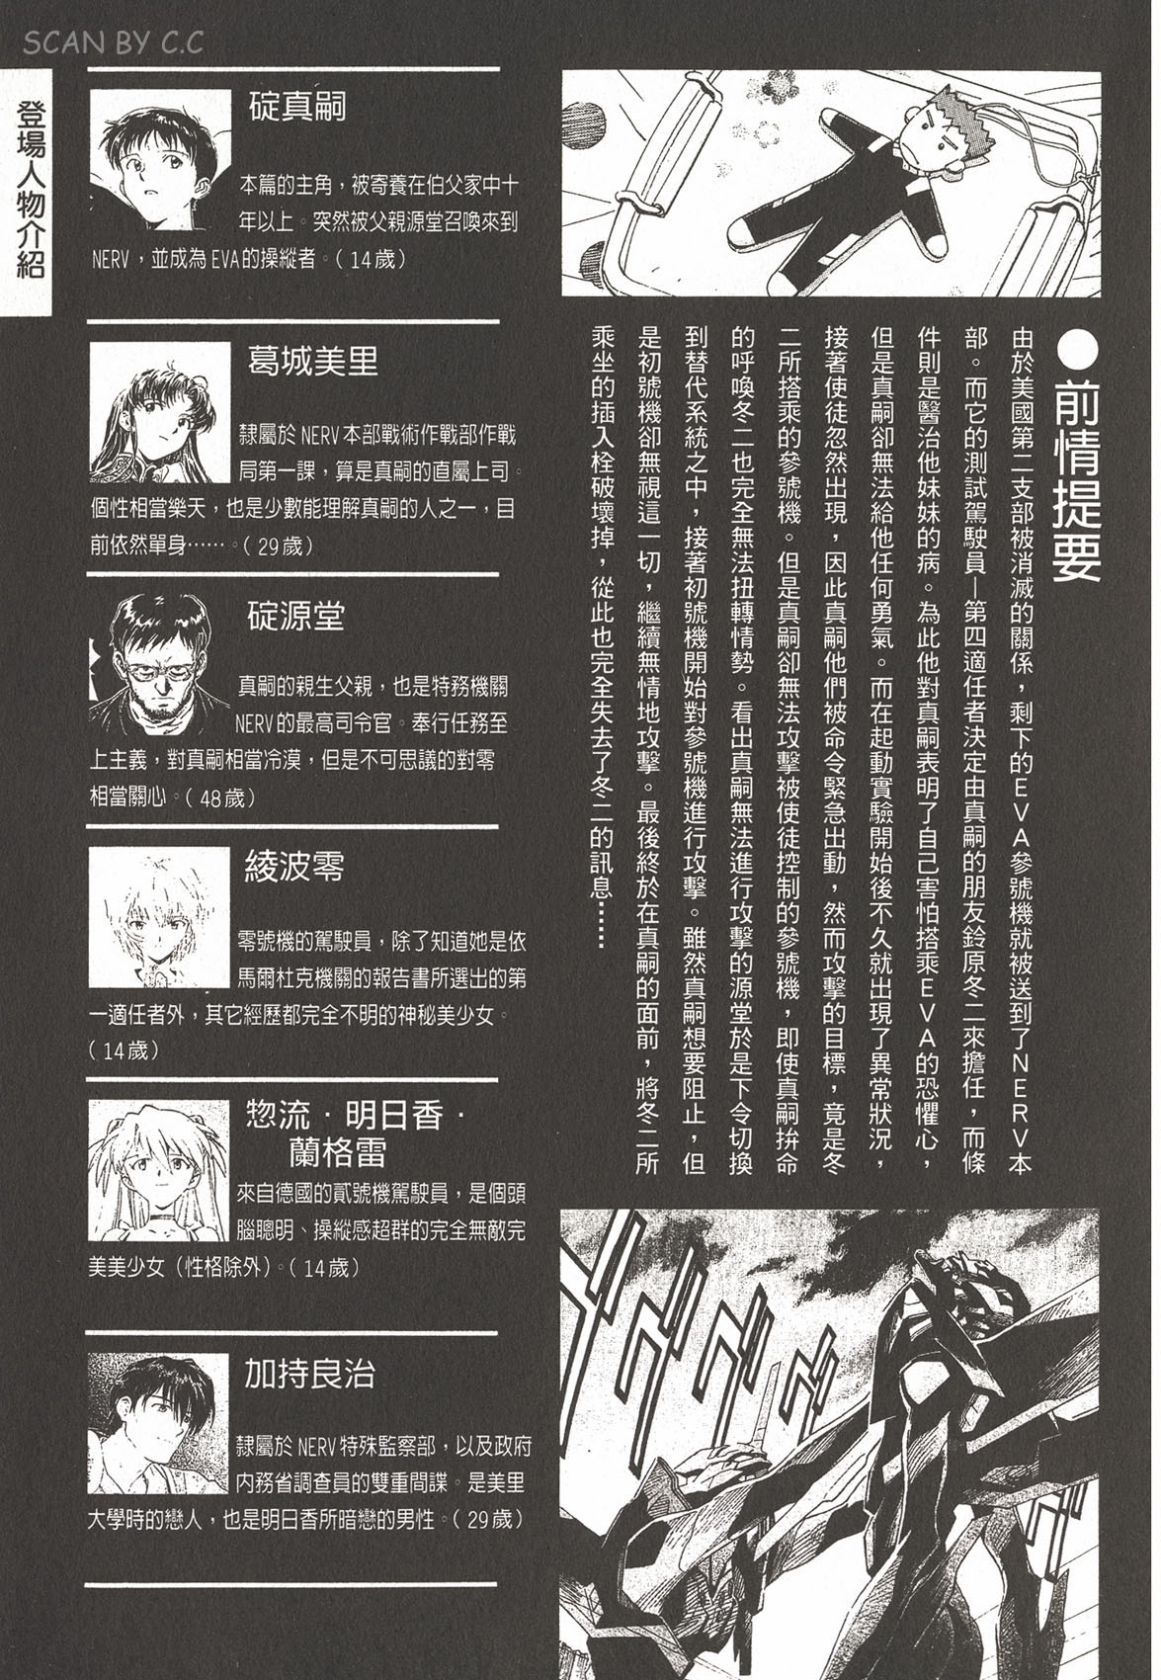 SCAN BY C.C
登場人物介紹
碇真嗣
本篇的主角，被寄養在伯父家中十
年以上。突然被父親源堂召喚來到
NERV，並成為EVA的操縱者。（14歲）
葛城美里
隸屬於NERV本部戰術作戰部作戰
局第一課，算是真嗣的直屬上司。
個性相當樂天，也是少數能理解真嗣的人之一，目
前依然單身……。（29歲）
碇源堂
真嗣的親生父親，也是特務機關
NERV的最高司令官。奉行任務至
上主義，對真嗣相當冷漠，但是不可思議的對零
相當關心。（48歲）
綾波零
零號機的駕駛員，除了知道她是依
馬爾杜克機關的報告書所選出的第
一適任者外，其它經歷都完全不明的神秘美少女。
（14歲）
惣流．明日香．
蘭格雷
來自德國的貳號機駕駛員，是個頭
腦聰明、操縱感超群的完全無敵完
美美少女（性格除外）。（14歲）
加持良治
隸屬於NERV特殊監察部，以及政府
內務省調查員的雙重間諜。是美里
大學時的戀人，也是明日香所暗戀的男性。（29歲）
●前情提要
由於美國第二支部被消滅的關係，剩下的EVA參號機就被送到了NERV本
部。而它的測試駕駛員—第四適任者決定由真嗣的朋友鈴原冬二來擔任，而條
件則是醫治他妹妹的病。為此他對真嗣表明了自己害怕搭乘EVA的恐懼心，
但是真嗣卻無法給他任何勇氣。而在起動實驗開始後不久就出現了異常狀況，
接著使徒忽然出現，因此真嗣他們被命令緊急出動，然而攻擊的目標，竟是冬
二所搭乘的參號機。但是真嗣卻無法攻擊被使徒控制的參號機，即使真嗣拚命
的呼喚冬二也完全無法扭轉情勢。看出真嗣無法進行攻擊的源堂於是下令切換
到替代系統之中，接著初號機開始對參號機進行攻擊。雖然真嗣想要阻止，但
是初號機卻無視這一切，繼續無情地攻擊。最後終於在真嗣的面前，將冬二所
乘坐的插入栓破壞掉，從此也完全失去了冬二的訊息……